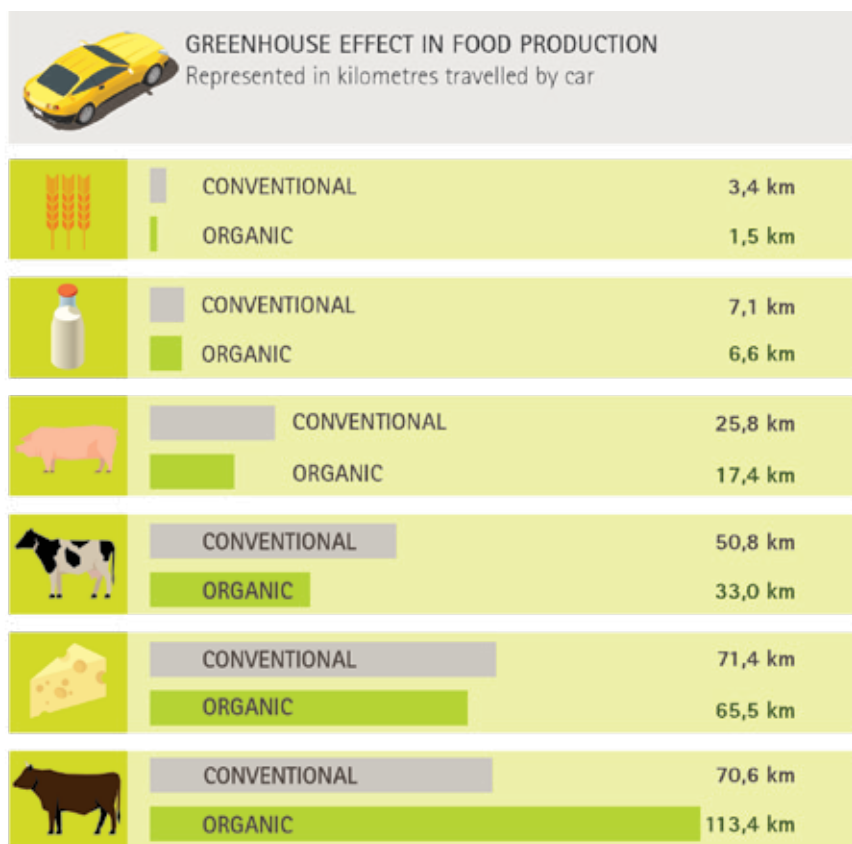 GREENHOUSE EFFECT IN FOOD PRODUCTION
Represented in kilometres travelled by car
CONVENTIONAL 3,4 km
ORGANIC 1,5 km
CONVENTIONAL 7,1 km
ORGANIC 6,6 km
CONVENTIONAL 25,8 km
ORGANIC 17,4 km
CONVENTIONAL 50,8 km
ORGANIC 33,0 km
CONVENTIONAL 71,4 km
ORGANIC 65,5 km
CONVENTIONAL 70,6 km
ORGANIC 113,4 km